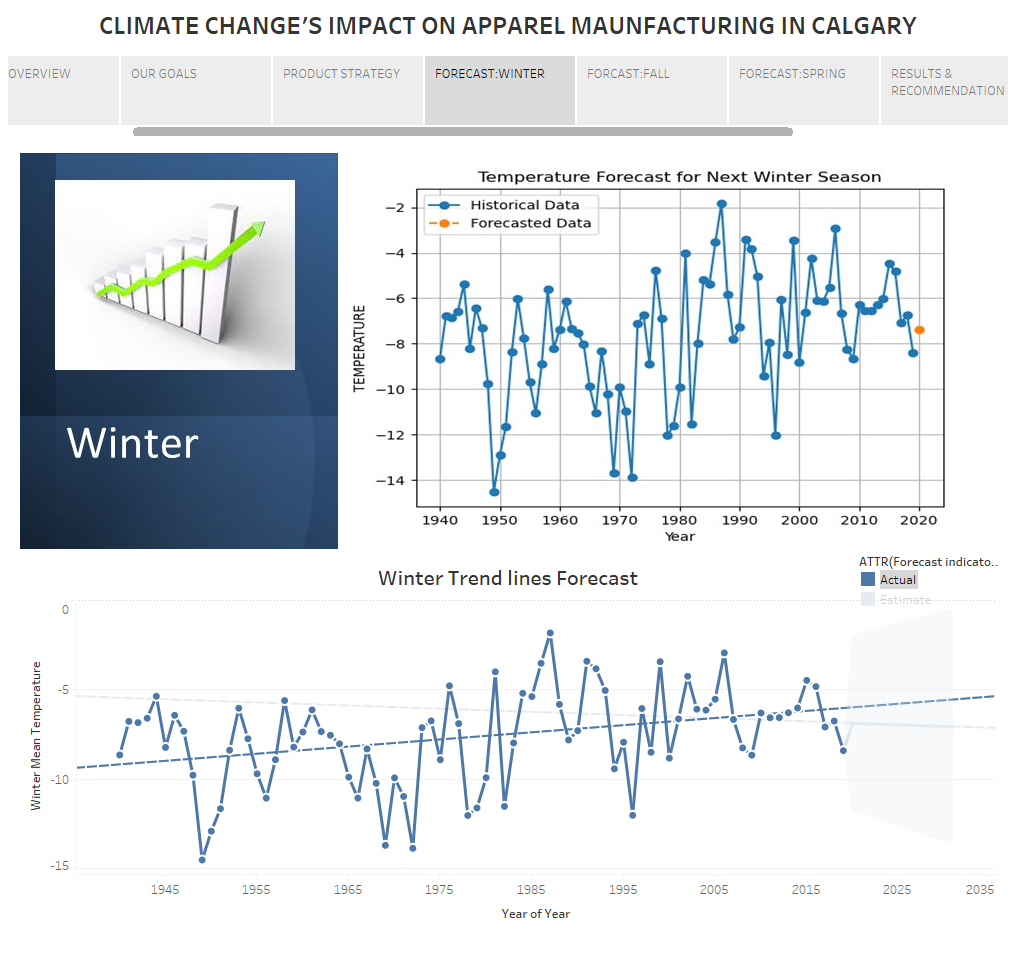 CLIMATE CHANGE’S IMPACT ON APPAREL MAUNFACTURING IN CALGARY
OVERVIEW
OUR GOALS
PRODUCT STRATEGY
FORECAST:WINTER
FORCAST:FALL
FORECAST:SPRING
RESULTS &
RECOMMENDATION
Winter
Temperature Forecast for Next Winter Season
Historical Data
Forecasted Data
TEMPERATURE
−2
−4
−6
−8
−10
−12
−14
1940 1950 1960 1970 1980 1990 2000 2010 2020
Year
ATTR(Forecast indicato..
Actual
Estimate
Winter Trend lines Forecast
Winter Mean Temperature
0
-5
-10
-15
1945 1955 1965 1975 1985 1995 2005 2015 2025 2035
Year of Year